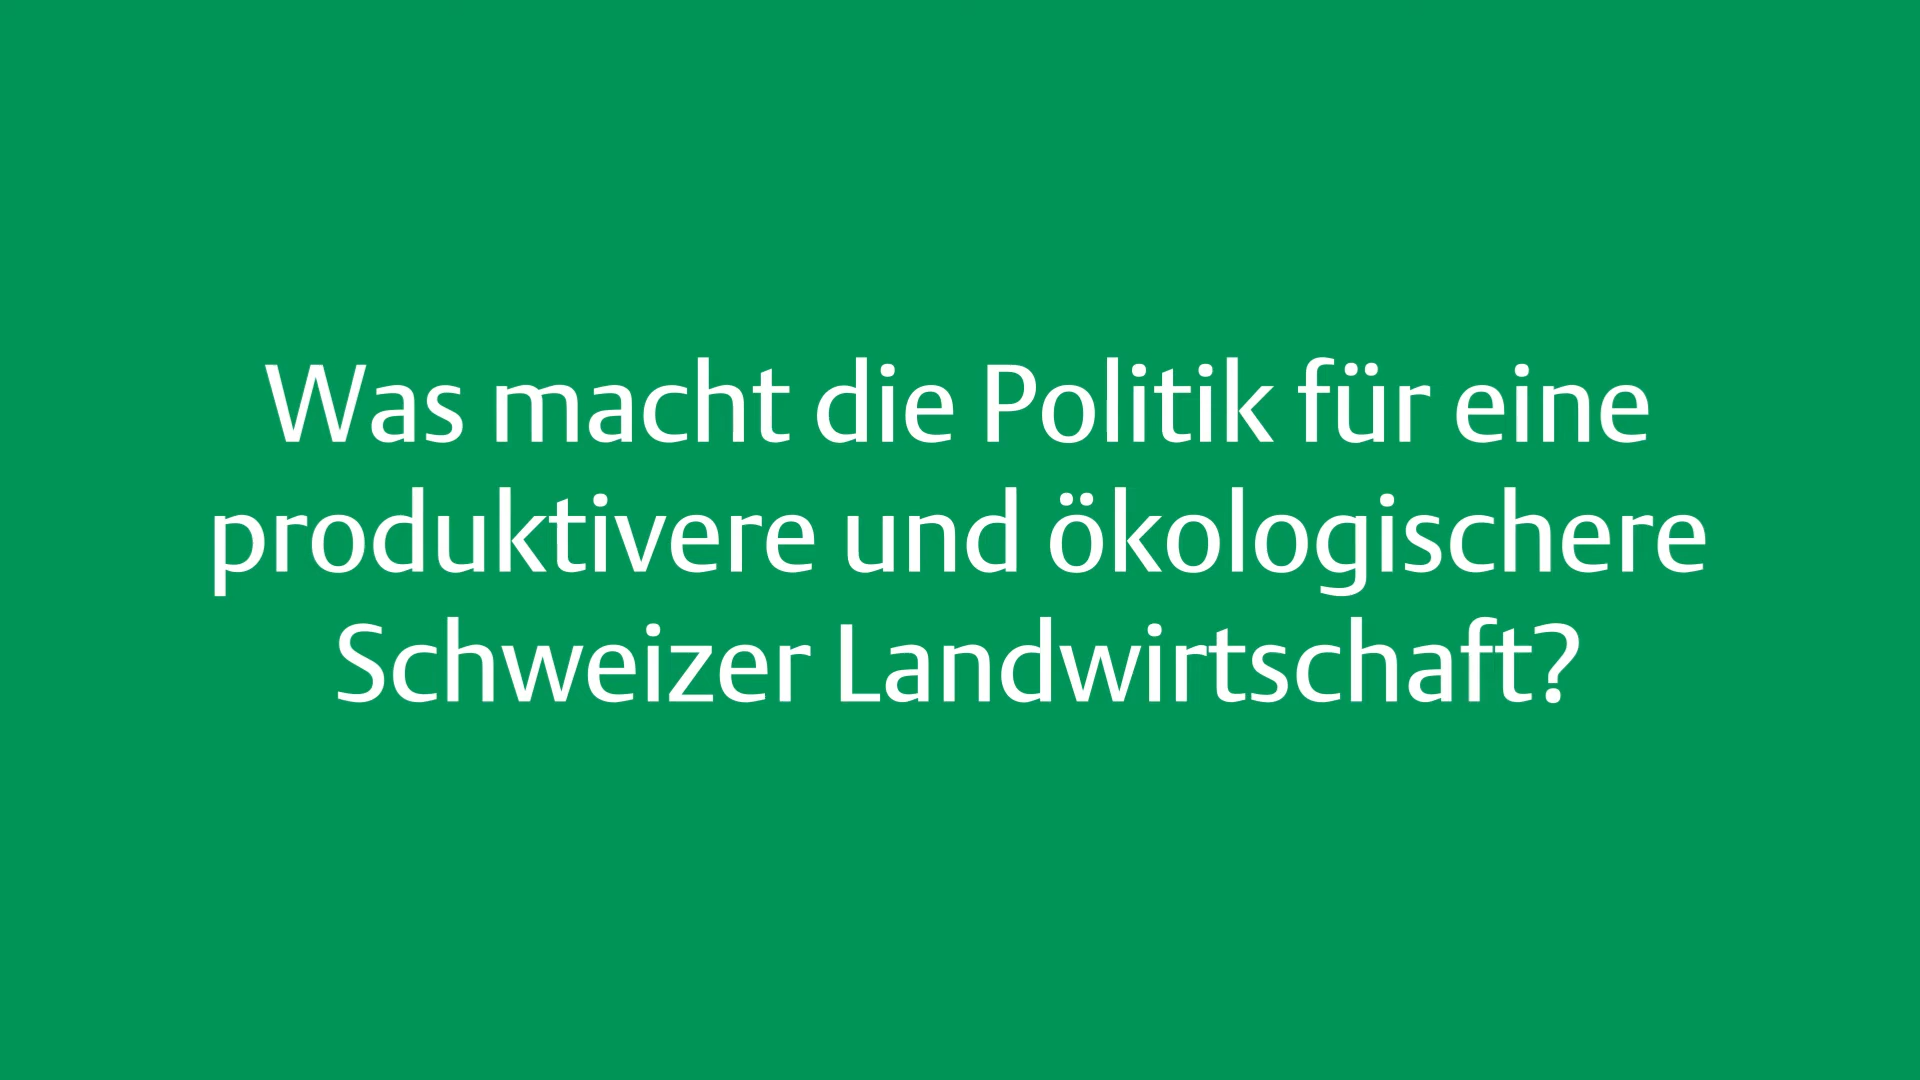 Was macht die Politik für eine
produktivere und ökologischere
Schweizer Landwirtschaft?